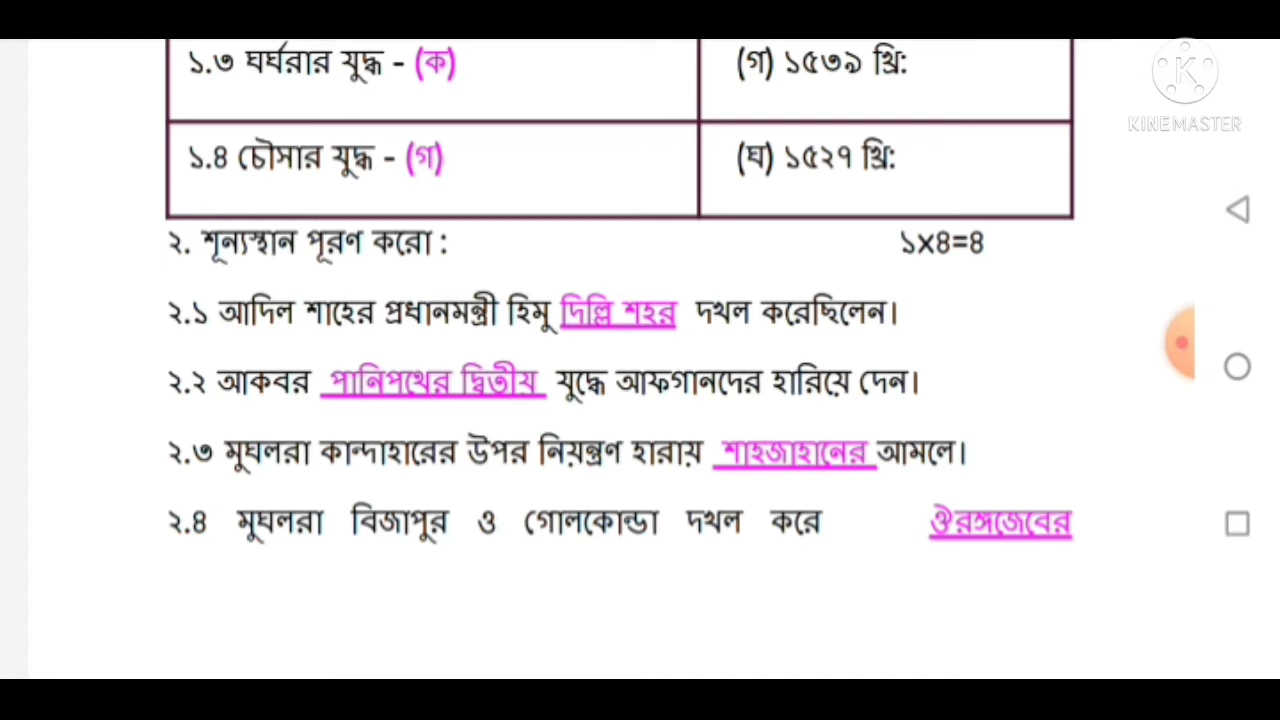 ১.৩ ঘর্ঘরার যুদ্ধ - (ক) (গ) ১৫৩৯ খ্রি:
KINEMASTER
১.৪ চৌসার যুদ্ধ - (গ) (ঘ) ১৫২৭ খ্রি:
২. শূন্যস্থান পূরণ করো : ১x৪=৪
২.১ আদিল শাহের প্রধানমন্ত্রী হিমু দিল্লি শহর দখল করেছিলেন।
২.২ আকবর পানিপথের দ্বিতীয় যুদ্ধে আফগানদের হারিয়ে দেন।
২.৩ মুঘলরা কান্দাহারের উপর নিয়ন্ত্রণ হারায় শাহজাহানের আমলে।
২.৪ মুঘলরা বিজাপুর ও গোলকোন্ডা দখল করে ঔরঙ্গজেবের